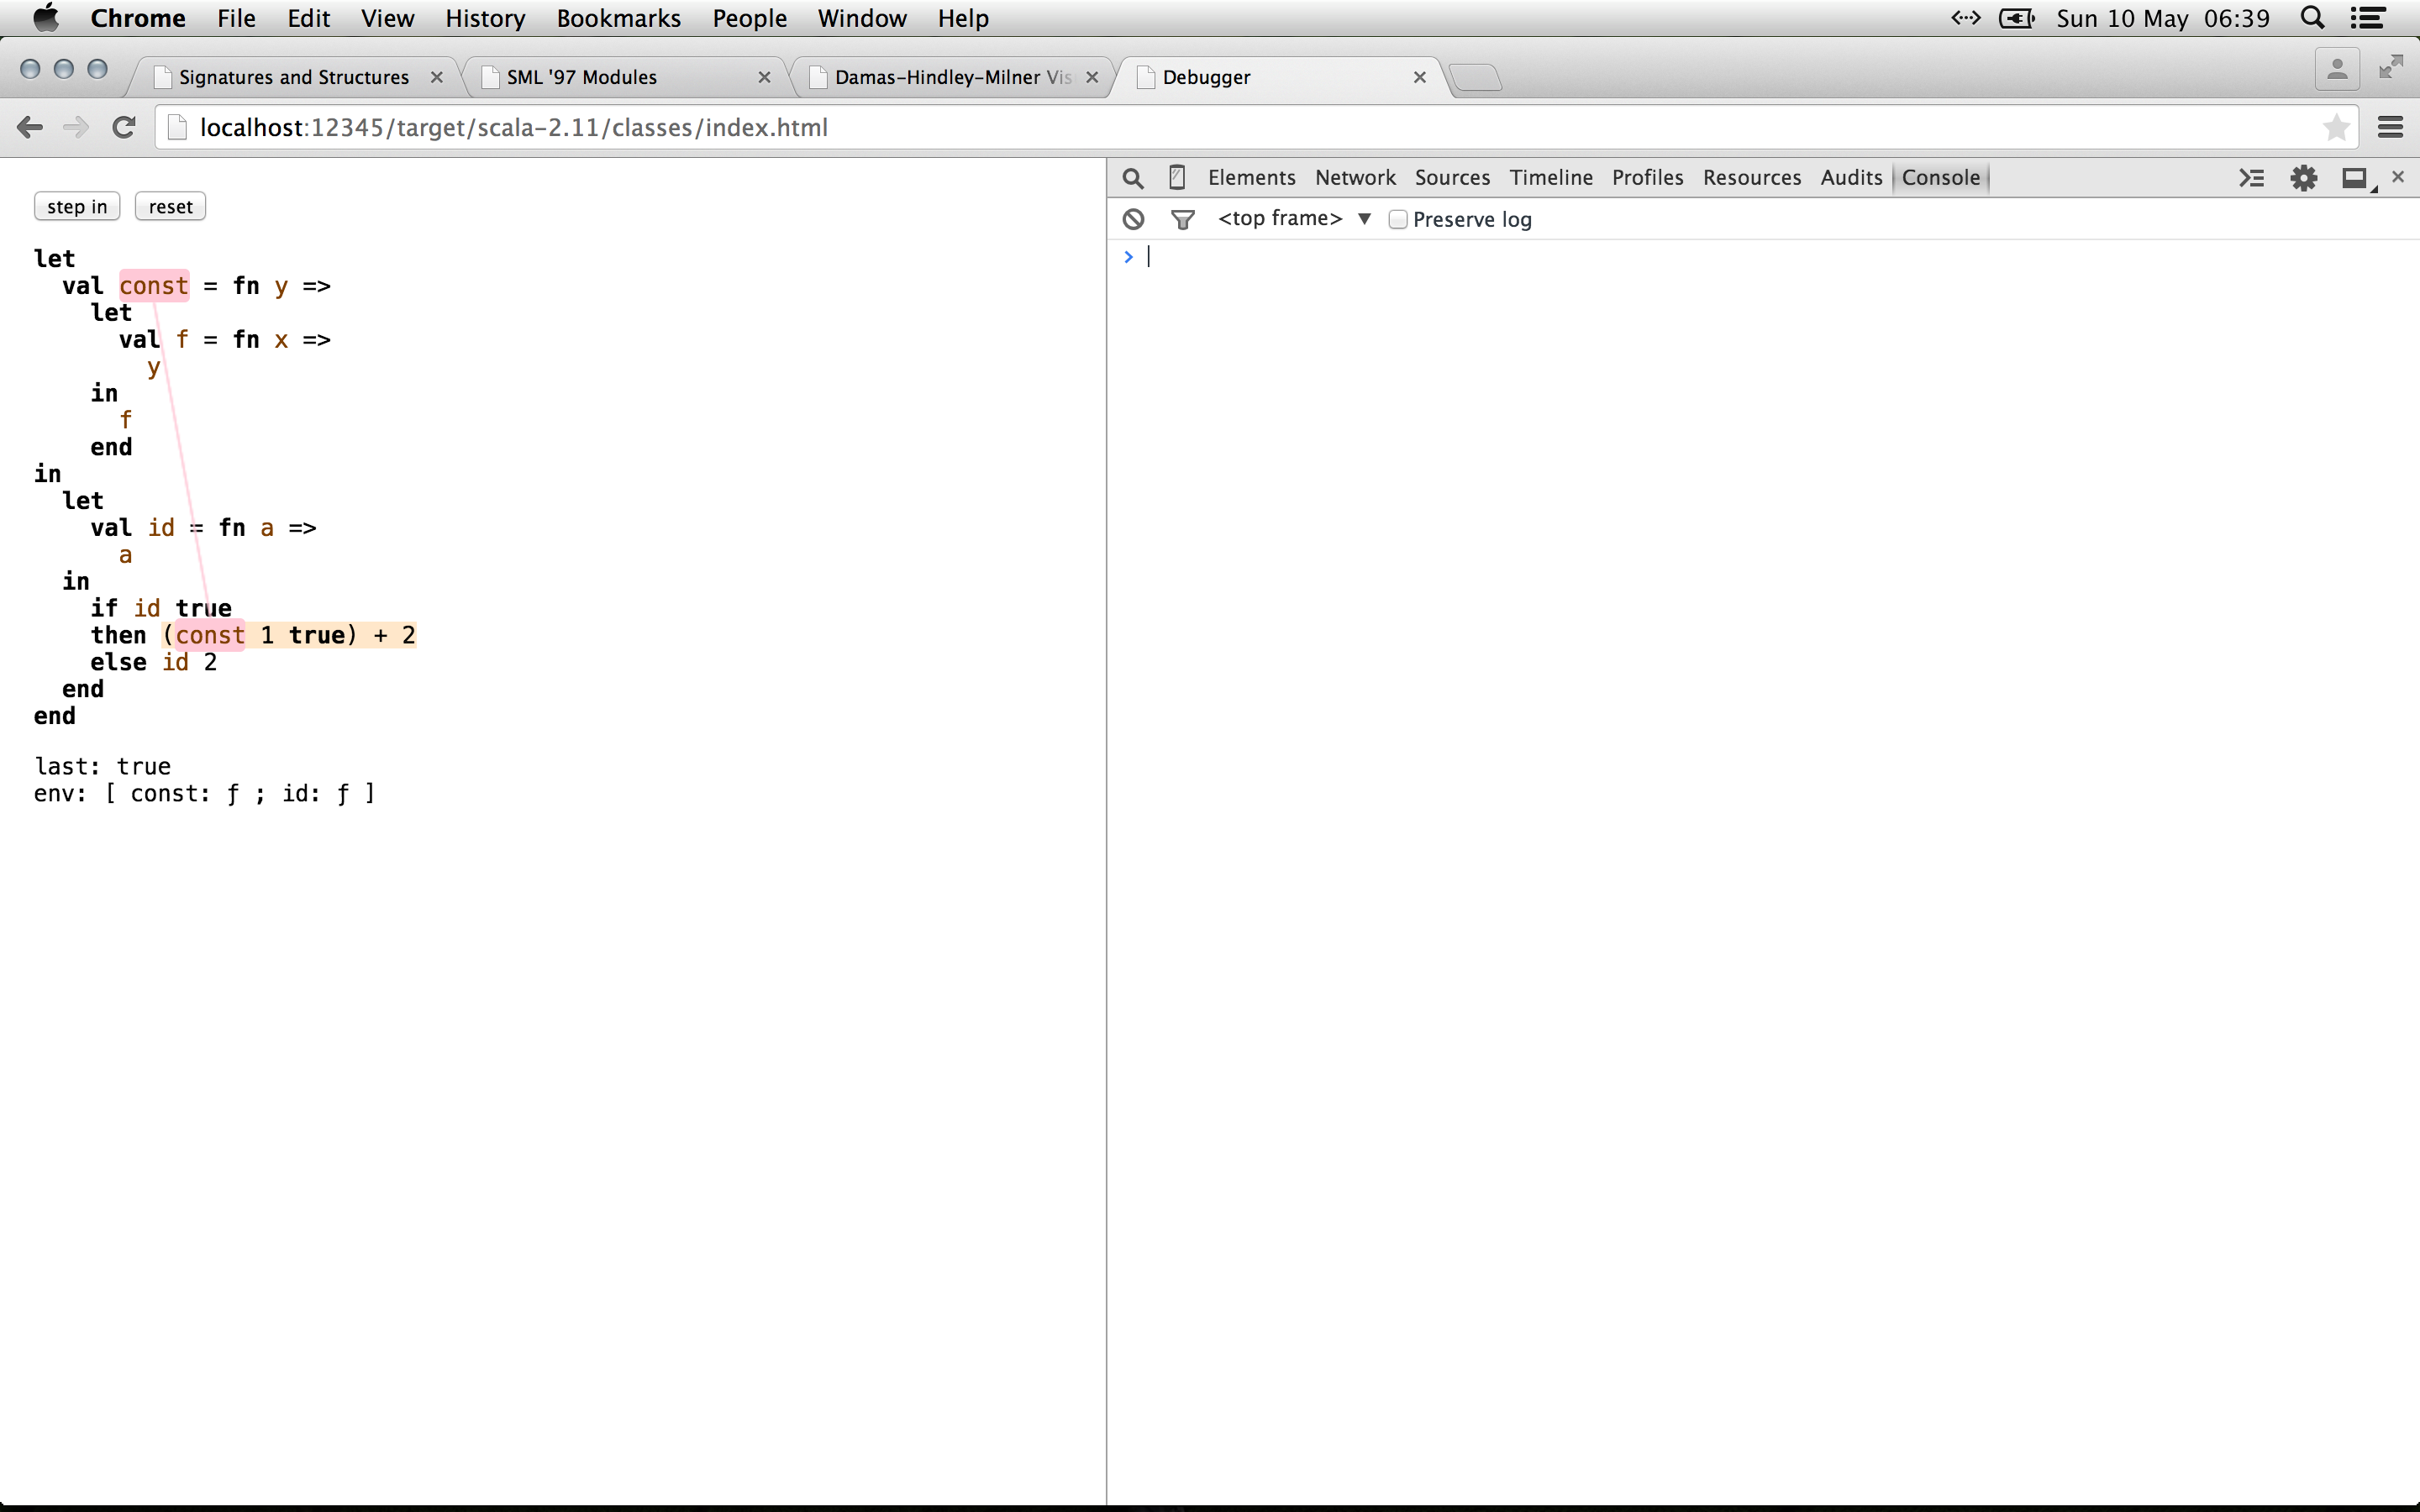 Chrome File Edit View History Bookmarks People Window Help Sun 10 May 06:39
Signatures and Structures SML '97 Modules Damas-Hindley-Milner Vis Debugger
localhost:12345/target/scala-2.11/classes/index.html
Elements Network Sources Timeline Profiles Resources Audits Console
step in reset
<top frame> ▼ Preserve log
>
let
  val const = fn y =>
    let
      val f = fn x =>
        y
    in
      f
    end
in
  let
    val id = fn a =>
      a
  in
    if id true
    then (const 1 true) + 2
    else id 2
  end
end
last: true
env: [ const: ƒ ; id: ƒ ]